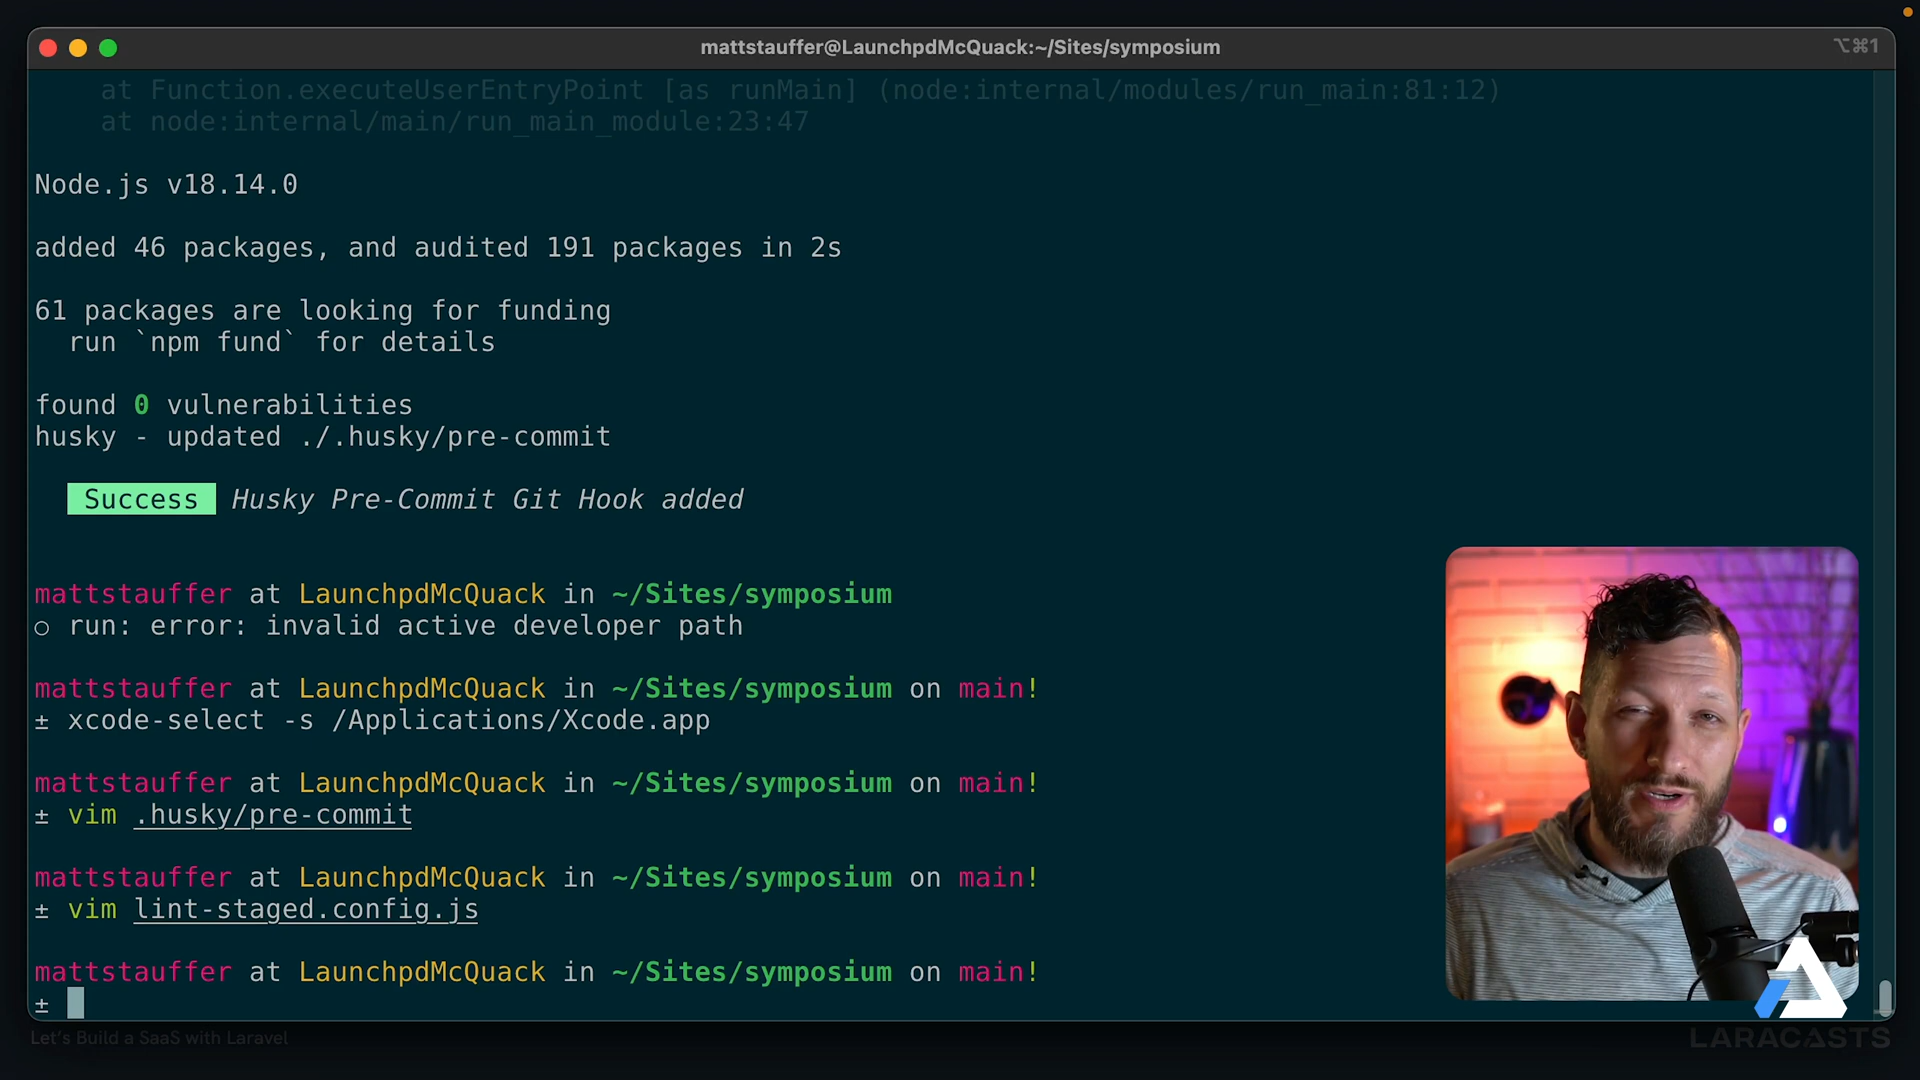 mattstauffer@LaunchpdMcQuack:~/Sites/symposium
⌥⌘1
at Function.executeUserEntryPoint [as runMain] (node:internal/modules/run_main:81:12)
at node:internal/main/run_main_module:23:47
Node.js v18.14.0
added 46 packages, and audited 191 packages in 2s
61 packages are looking for funding
run `npm fund` for details
found 0 vulnerabilities
husky - updated ./.husky/pre-commit
Success Husky Pre-Commit Git Hook added
mattstauffer at LaunchpdMcQuack in ~/Sites/symposium
○ run: error: invalid active developer path
mattstauffer at LaunchpdMcQuack in ~/Sites/symposium on main!
± xcode-select -s /Applications/Xcode.app
mattstauffer at LaunchpdMcQuack in ~/Sites/symposium on main!
± vim .husky/pre-commit
mattstauffer at LaunchpdMcQuack in ~/Sites/symposium on main!
± vim lint-staged.config.js
mattstauffer at LaunchpdMcQuack in ~/Sites/symposium on main!
±
Let's Build a SaaS with Laravel
LARACASTS